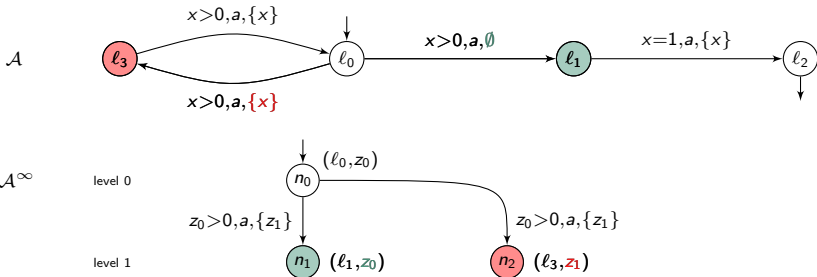 x>0,a,{x}
𝒜 ℓ₃ ℓ₀ x>0,a,∅ ℓ₁ x=1,a,{x} ℓ₂
x>0,a,{x}
𝒜^∞ level 0 n₀ (ℓ₀,z₀)
z₀>0,a,{z₁} z₀>0,a,{z₁}
level 1 n₁ (ℓ₁,z₀) n₂ (ℓ₃,z₁)